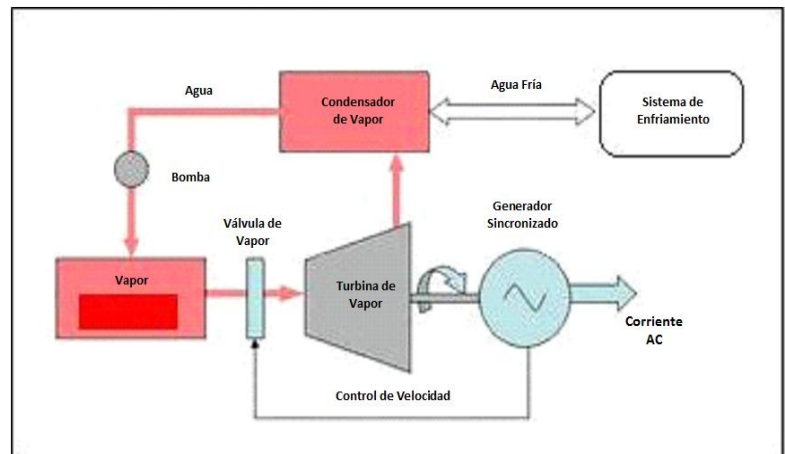 Agua
Condensador
de Vapor
Agua Fría
Sistema de
Enfriamiento
Bomba
Generador
Sincronizado
Válvula de
Vapor
Vapor
Turbina de
Vapor
Corriente
AC
Control de Velocidad